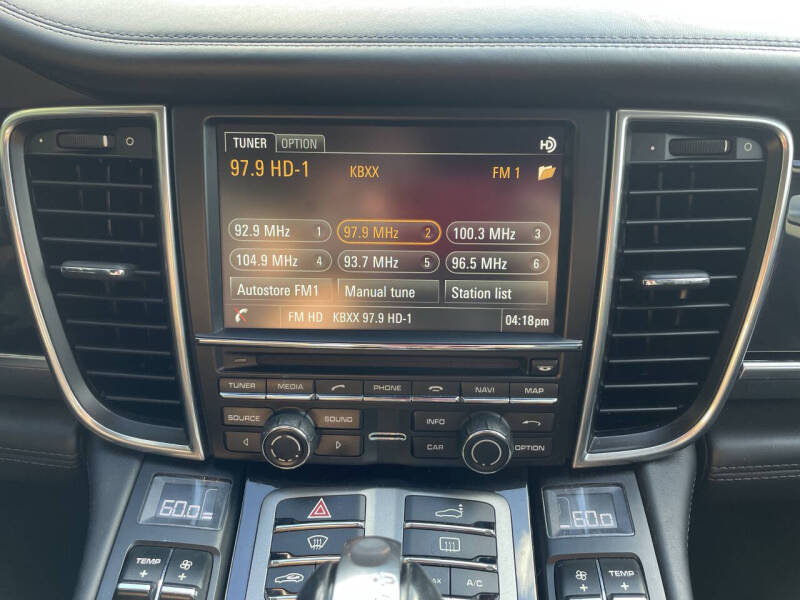 TUNER OPTION HD
97.9 HD-1 KBXX FM 1
92.9 MHz 1 97.9 MHz 2 100.3 MHz 3
104.9 MHz 4 93.7 MHz 5 96.5 MHz 6
Autostore FM1 Manual tune Station list
FM HD KBXX 97.9 HD-1 04:18pm
TUNER MEDIA PHONE NAVI MAP
SOURCE SOUND INFO
CAR OPTION
60.0 60.0
TEMP + + + TEMP +
A/C